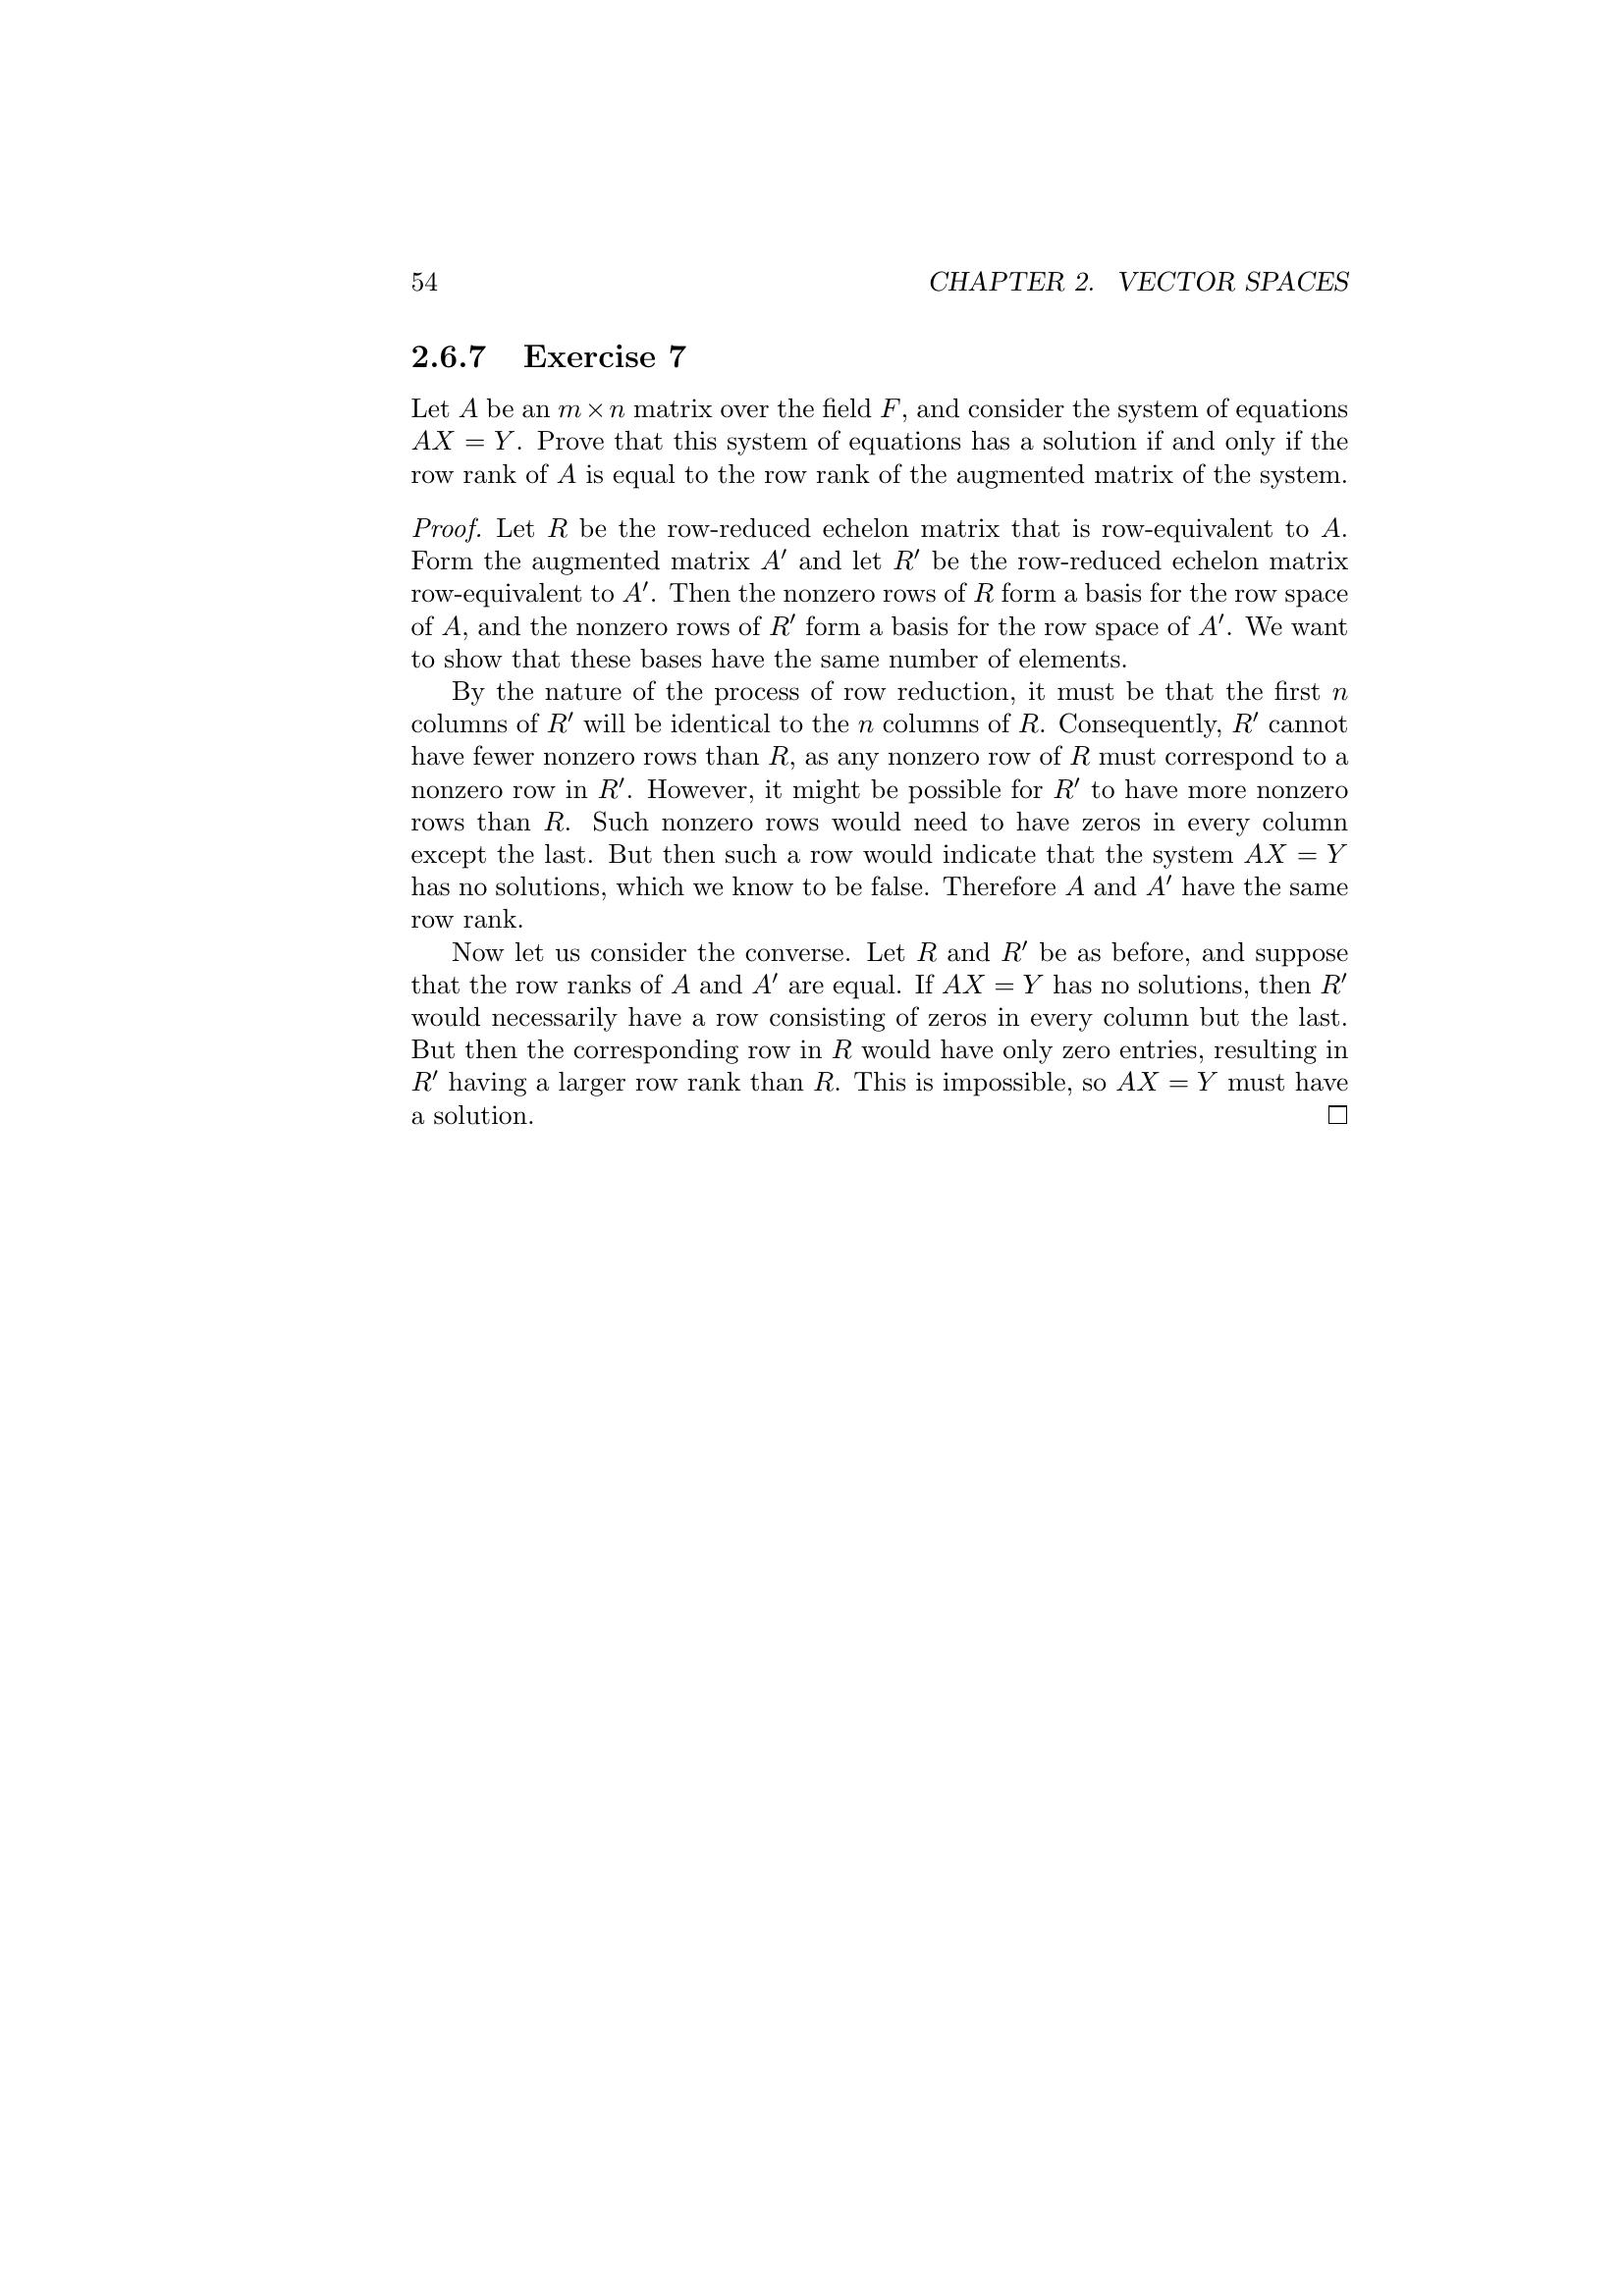 54 CHAPTER 2. VECTOR SPACES
2.6.7 Exercise 7
Let A be an m × n matrix over the field F, and consider the system of equations
AX = Y. Prove that this system of equations has a solution if and only if the
row rank of A is equal to the row rank of the augmented matrix of the system.
Proof. Let R be the row-reduced echelon matrix that is row-equivalent to A.
Form the augmented matrix A′ and let R′ be the row-reduced echelon matrix
row-equivalent to A′. Then the nonzero rows of R form a basis for the row space
of A, and the nonzero rows of R′ form a basis for the row space of A′. We want
to show that these bases have the same number of elements.
By the nature of the process of row reduction, it must be that the first n
columns of R′ will be identical to the n columns of R. Consequently, R′ cannot
have fewer nonzero rows than R, as any nonzero row of R must correspond to a
nonzero row in R′. However, it might be possible for R′ to have more nonzero
rows than R. Such nonzero rows would need to have zeros in every column
except the last. But then such a row would indicate that the system AX = Y
has no solutions, which we know to be false. Therefore A and A′ have the same
row rank.
Now let us consider the converse. Let R and R′ be as before, and suppose
that the row ranks of A and A′ are equal. If AX = Y has no solutions, then R′
would necessarily have a row consisting of zeros in every column but the last.
But then the corresponding row in R would have only zero entries, resulting in
R′ having a larger row rank than R. This is impossible, so AX = Y must have
a solution. □